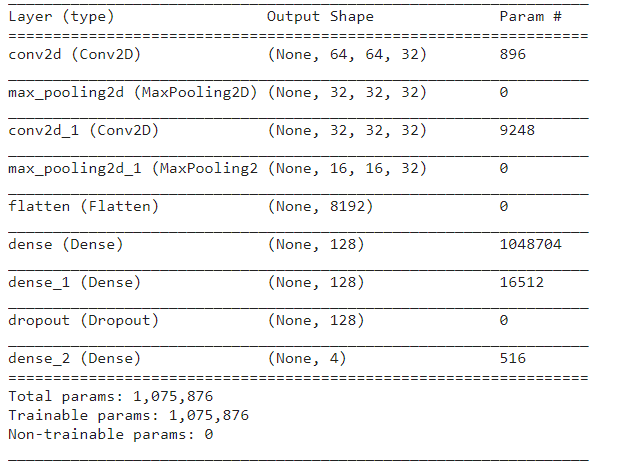 Layer (type) Output Shape Param #
=================================================================
conv2d (Conv2D) (None, 64, 64, 32) 896
_________________________________________________________________
max_pooling2d (MaxPooling2D) (None, 32, 32, 32) 0
_________________________________________________________________
conv2d_1 (Conv2D) (None, 32, 32, 32) 9248
_________________________________________________________________
max_pooling2d_1 (MaxPooling2 (None, 16, 16, 32) 0
_________________________________________________________________
flatten (Flatten) (None, 8192) 0
_________________________________________________________________
dense (Dense) (None, 128) 1048704
_________________________________________________________________
dense_1 (Dense) (None, 128) 16512
_________________________________________________________________
dropout (Dropout) (None, 128) 0
_________________________________________________________________
dense_2 (Dense) (None, 4) 516
=================================================================
Total params: 1,075,876
Trainable params: 1,075,876
Non-trainable params: 0
_________________________________________________________________